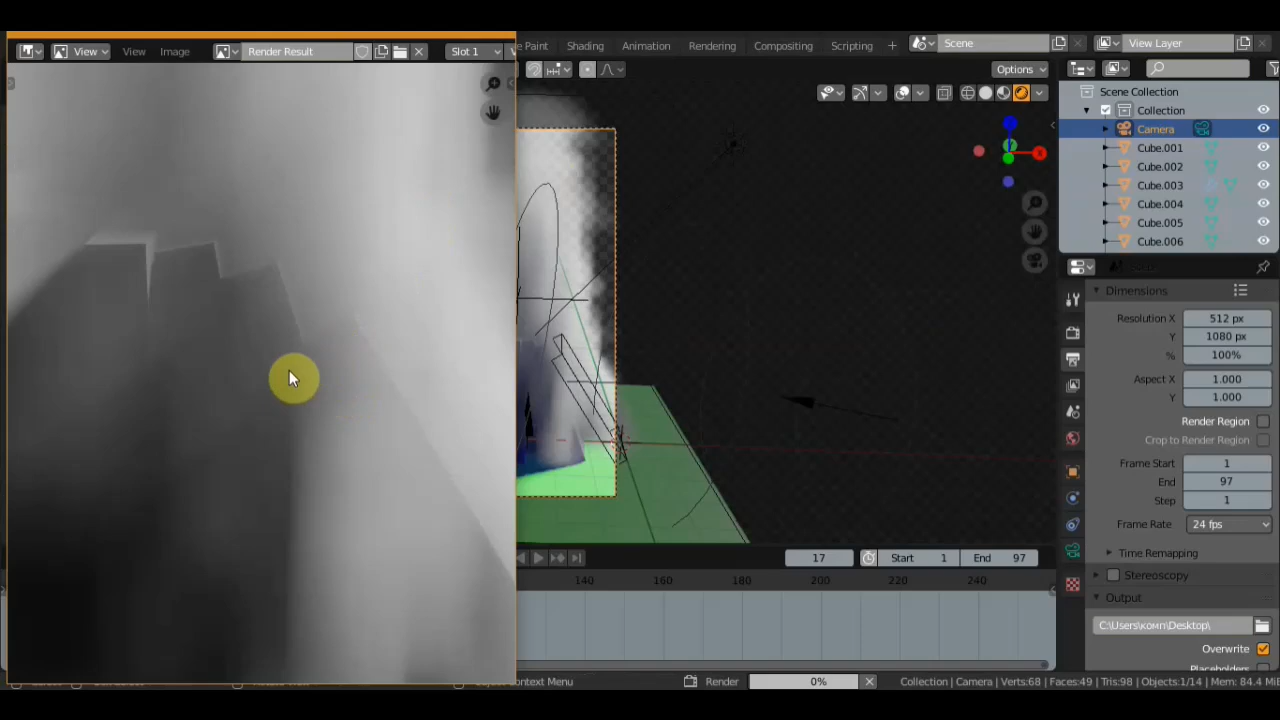 View
View
Image
Render Result
Slot 1
Paint
Shading
Animation
Rendering
Compositing
Scripting
+
Scene
View Layer
Options
Scene Collection
Collection
Camera
Cube.001
Cube.002
Cube.003
Cube.004
Cube.005
Cube.006
Dimensions
Resolution X
512 px
Y
1080 px
%
100%
Aspect X
1.000
Y
1.000
Render Region
Crop to Render Region
Frame Start
1
End
97
Step
1
Frame Rate
24 fps
Time Remapping
Stereoscopy
Output
C:\Users\комп\Desktop\
Overwrite
Placeholders
17
Start
1
End
97
140
160
180
200
220
240
Context Menu
Render
0%
Collection | Camera | Verts:68 | Faces:49 | Tris:98 | Objects:1/14 | Mem: 84.4 MiB